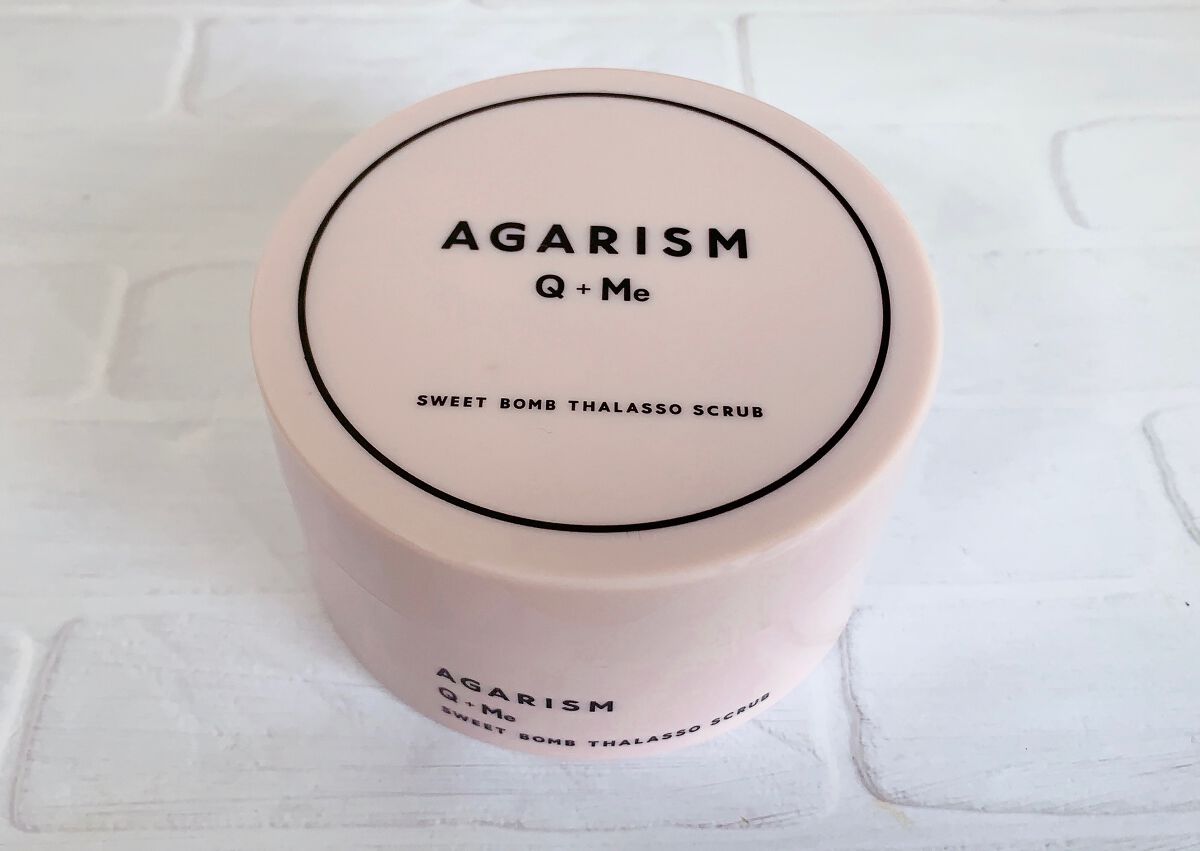 AGARISM
Q + Me
SWEET BOMB THALASSO SCRUB
AGARISM
Q + Me
SWEET BOMB THALASSO SCRUB